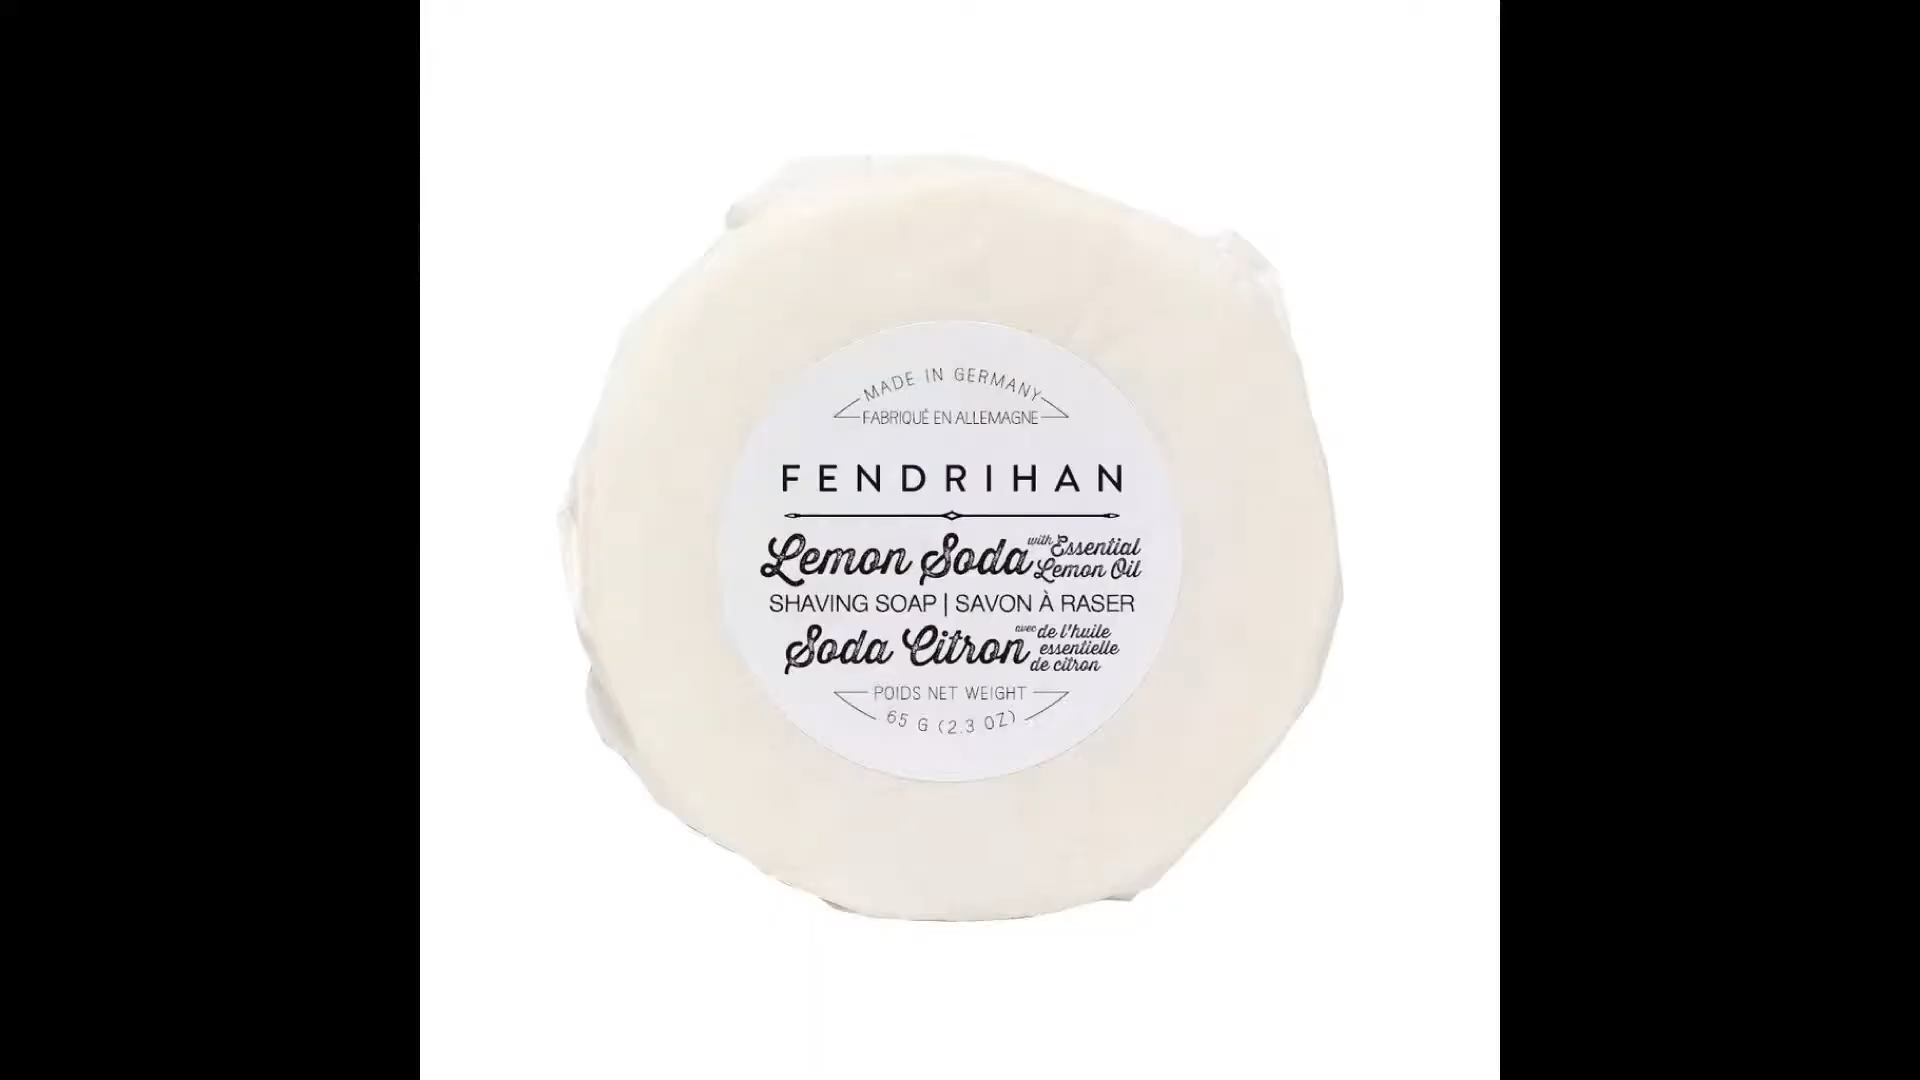 MADE IN GERMANY
FABRIQUÉ EN ALLEMAGNE
FENDRIHAN
Lemon Soda with Essential Lemon Oil
SHAVING SOAP | SAVON À RASER
Soda Citron avec de l'huile essentielle de citron
POIDS NET WEIGHT
65 G (2.3 OZ)